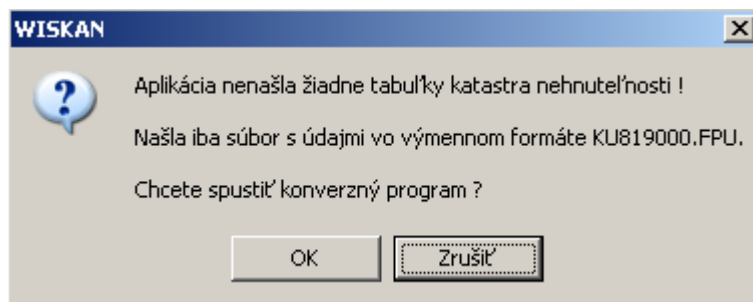 WISKAN
Aplikácia nenašla žiadne tabuľky katastra nehnuteľnosti !
Našla iba súbor s údajmi vo výmennom formáte KU819000.FPU.
Chcete spustiť konverzný program ?
OK
Zrušiť